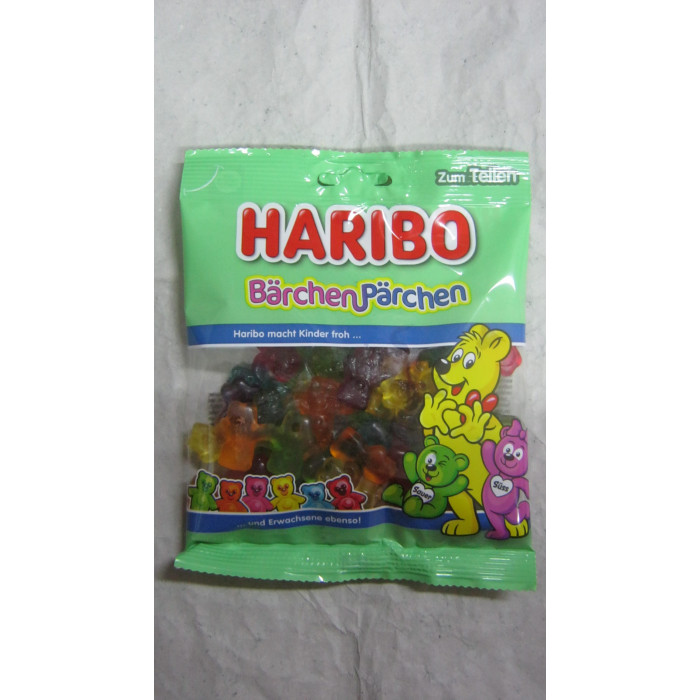 Zum Teilen
HARIBO
BärchenPärchen
Haribo macht Kinder froh ...
Sauer
Süss
... und Erwachsene ebenso!